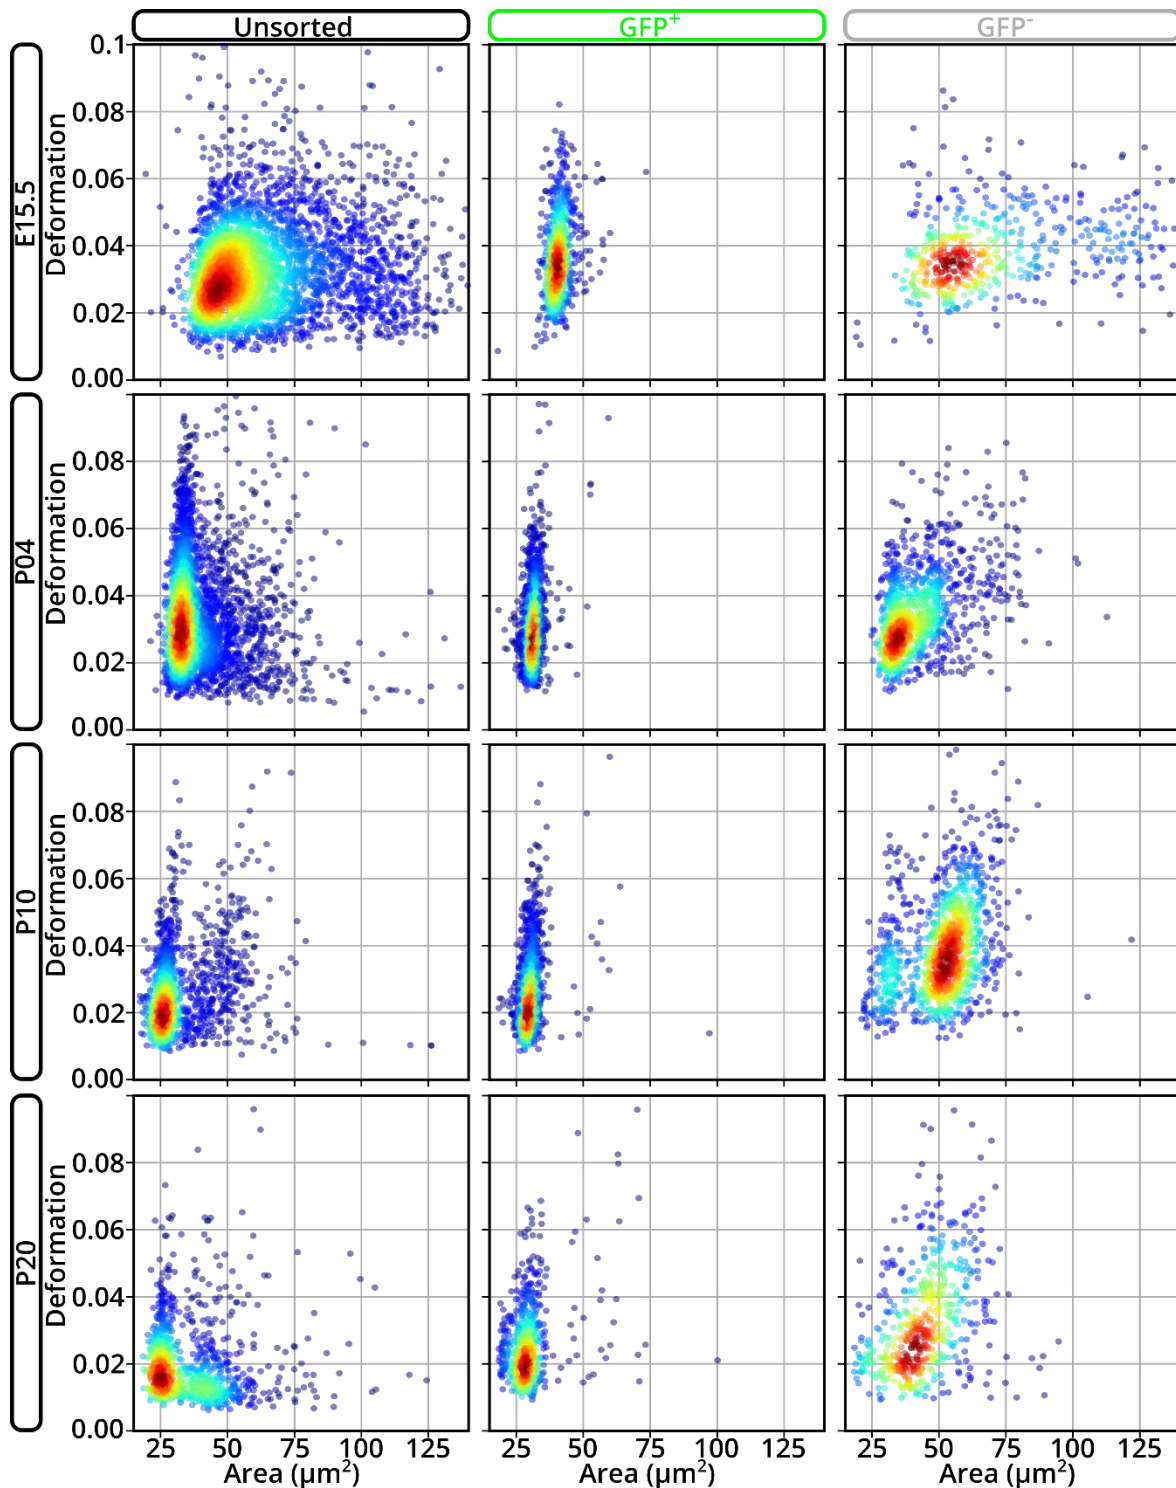 Unsorted GFP⁺ GFP⁻
E15.5
Deformation
0.1
0.08
0.06
0.04
0.02
0.00
P04
Deformation
0.08
0.06
0.04
0.02
0.00
P10
Deformation
0.08
0.06
0.04
0.02
0.00
P20
Deformation
0.08
0.06
0.04
0.02
0.00
25 50 75 100 125 25 50 75 100 125 25 50 75 100 125
Area (μm²) Area (μm²) Area (μm²)